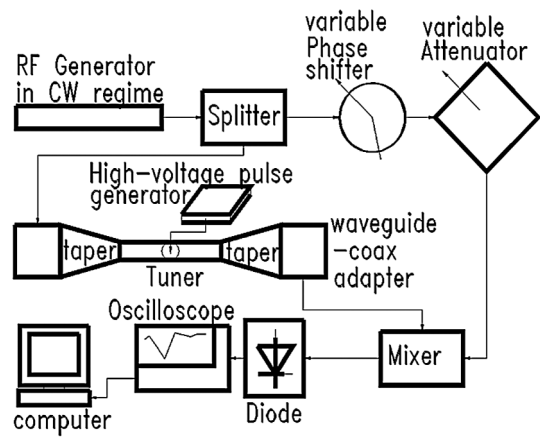 variable
Phase
shifter
variable
Attenuator
RF Generator
in CW regime
Splitter
High-voltage pulse
generator
taper
taper
waveguide
-coax
adapter
Tuner
Oscilloscope
Mixer
Diode
computer